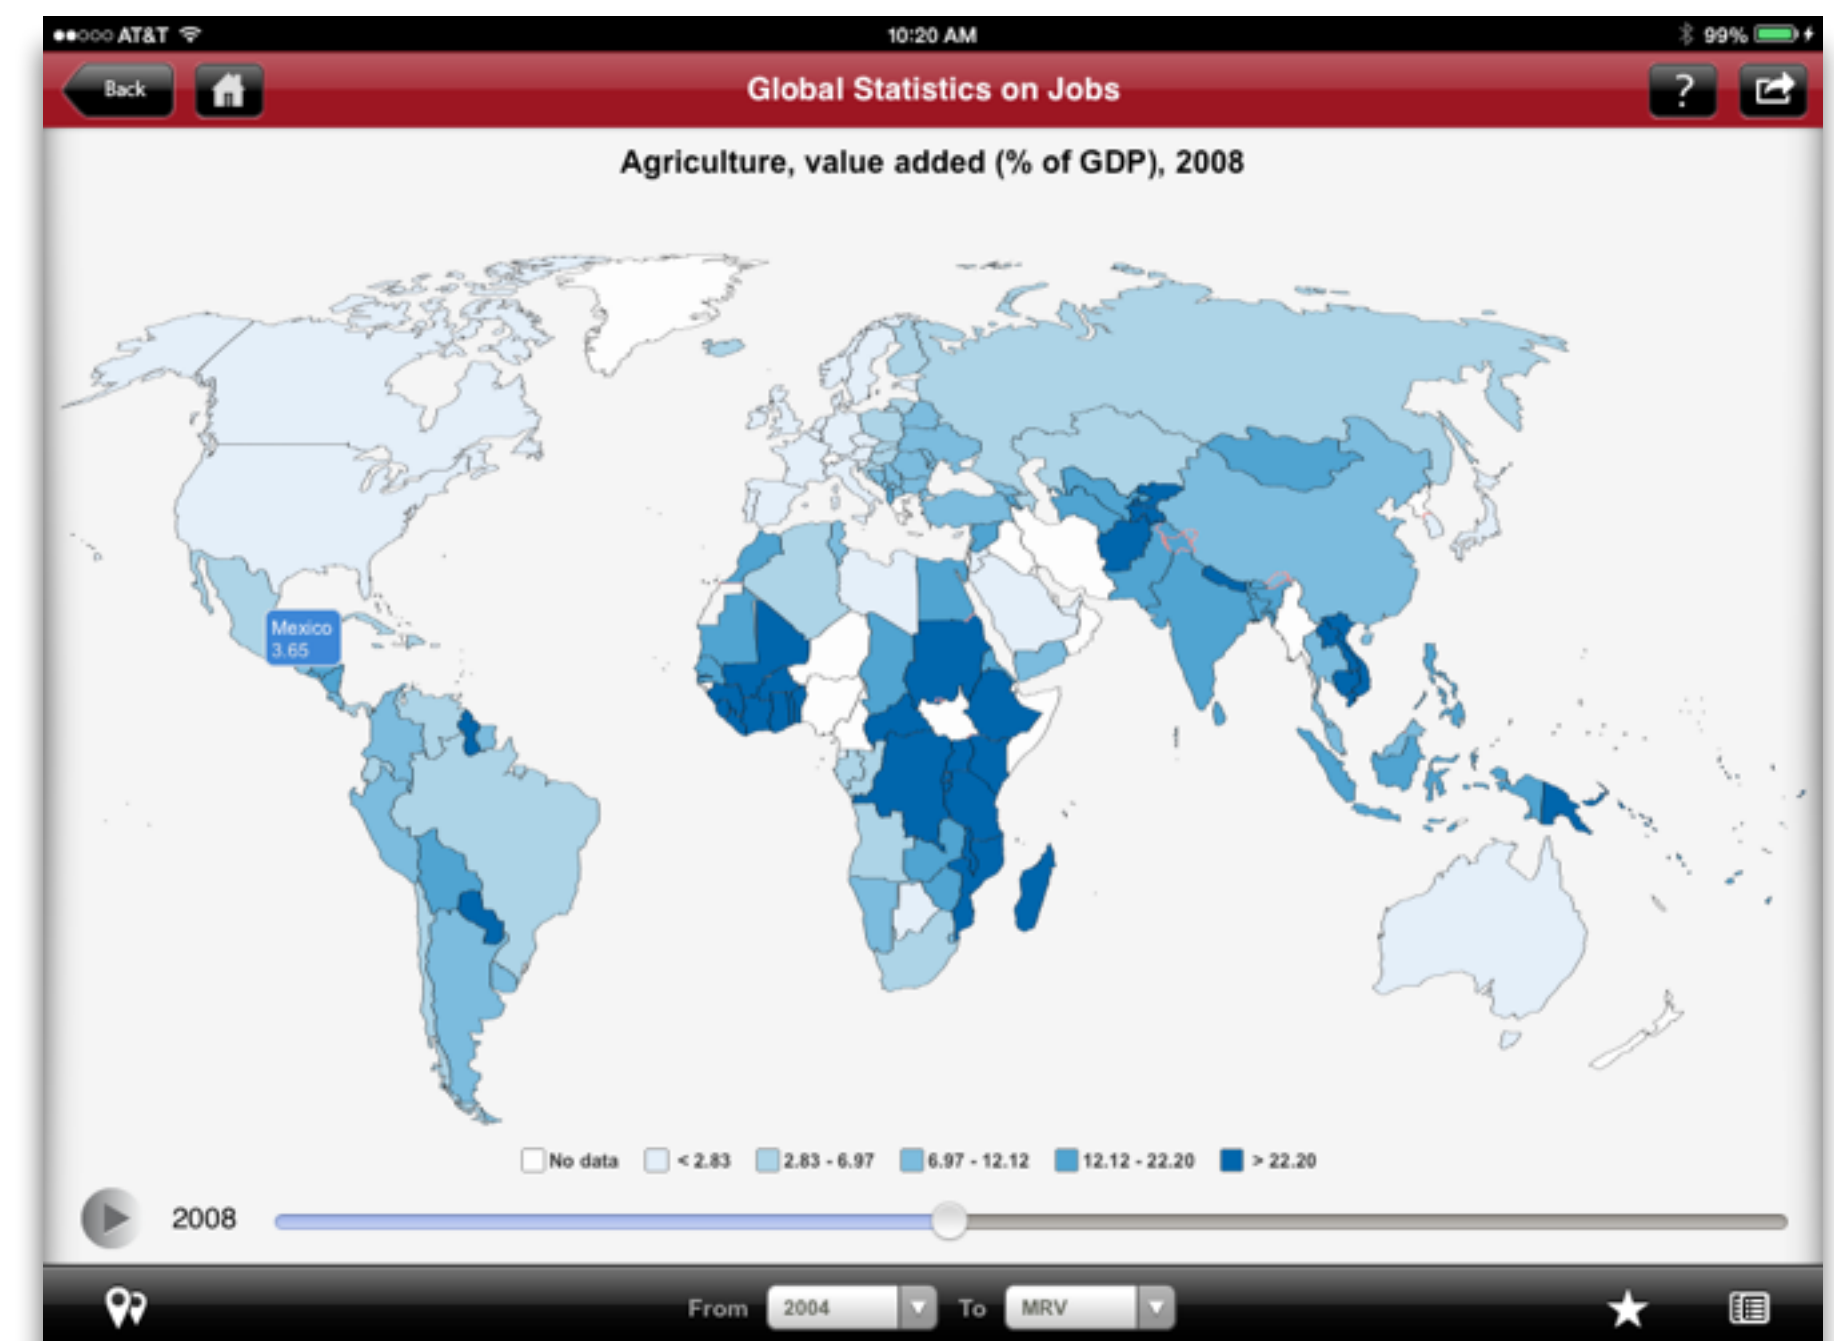 AT&T 10:20 AM 99%
Back Global Statistics on Jobs ?
Agriculture, value added (% of GDP), 2008
Mexico
3.65
No data < 2.83 2.83 - 6.97 6.97 - 12.12 12.12 - 22.20 > 22.20
2008
From 2004 To MRV